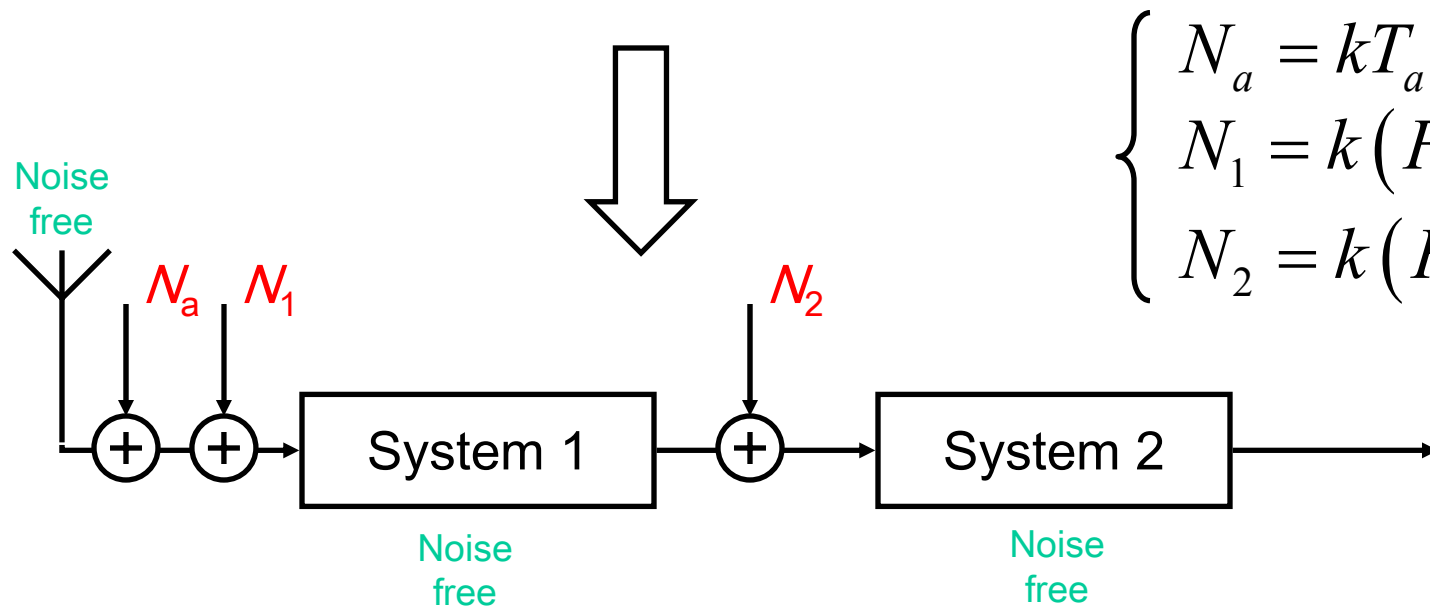 N_a = kT_a
N_1 = k(
N_2 = k(
Noise
free
N_a
N_1
N_2
+
+
System 1
+
System 2
Noise
free
Noise
free